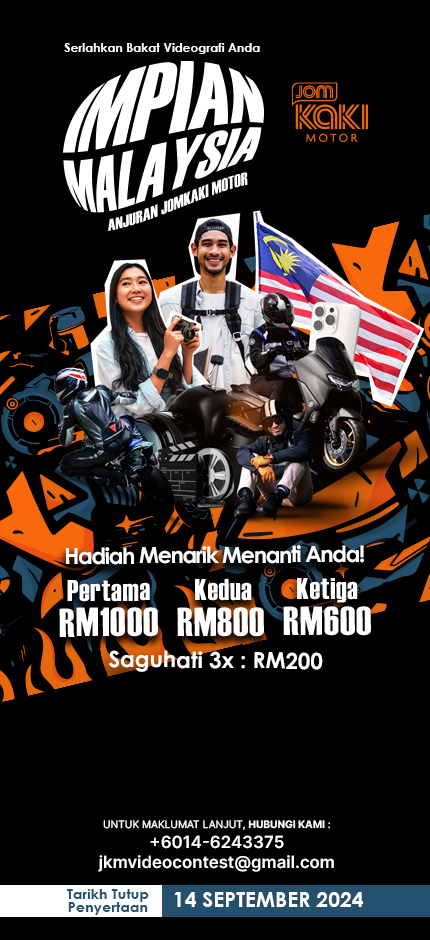 Serlahkan Bakat Videografi Anda
IMPIAN
MALAYSIA
ANJURAN JOMKAKI MOTOR
JOM
KAKI
MOTOR
Hadiah Menarik Menanti Anda!
Pertama Kedua Ketiga
RM1000 RM800 RM600
Saguhati 3x : RM200
UNTUK MAKLUMAT LANJUT, HUBUNGI KAMI :
+6014-6243375
jkmvideocontest@gmail.com
Tarikh Tutup
Penyertaan
14 SEPTEMBER 2024